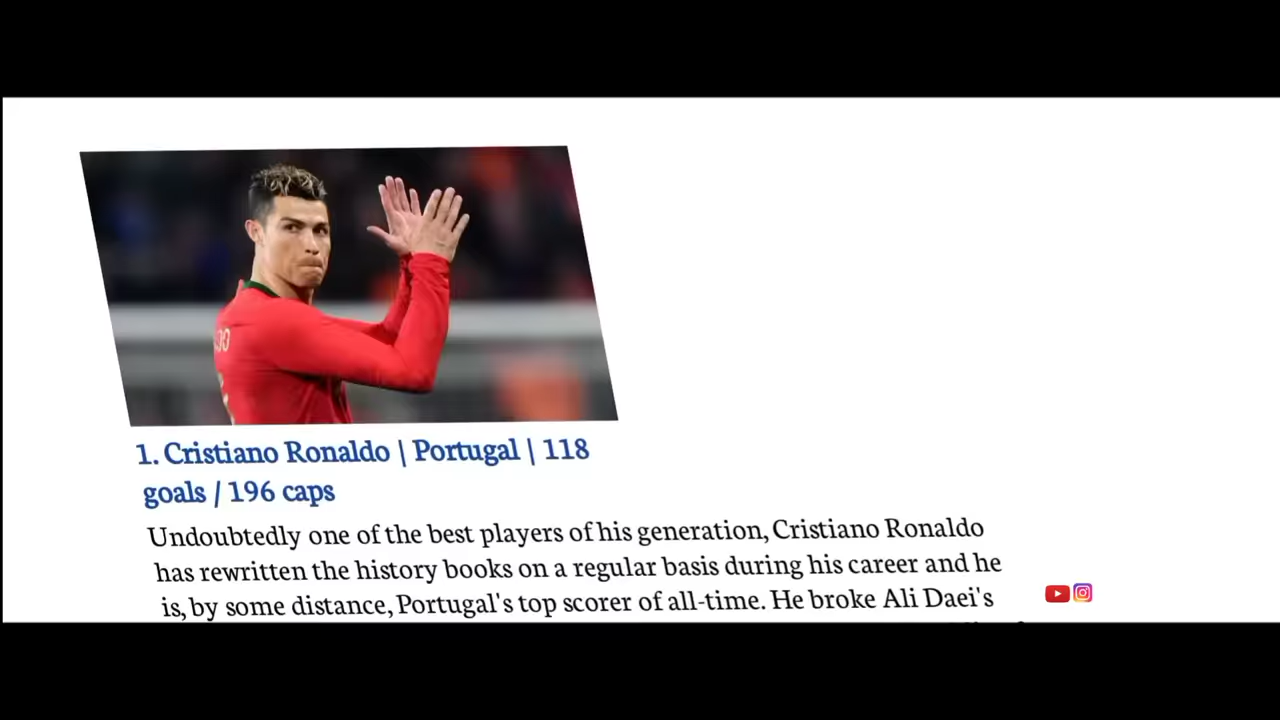 1. Cristiano Ronaldo | Portugal | 118
goals / 196 caps
Undoubtedly one of the best players of his generation, Cristiano Ronaldo
has rewritten the history books on a regular basis during his career and he
is, by some distance, Portugal's top scorer of all-time. He broke Ali Daei's